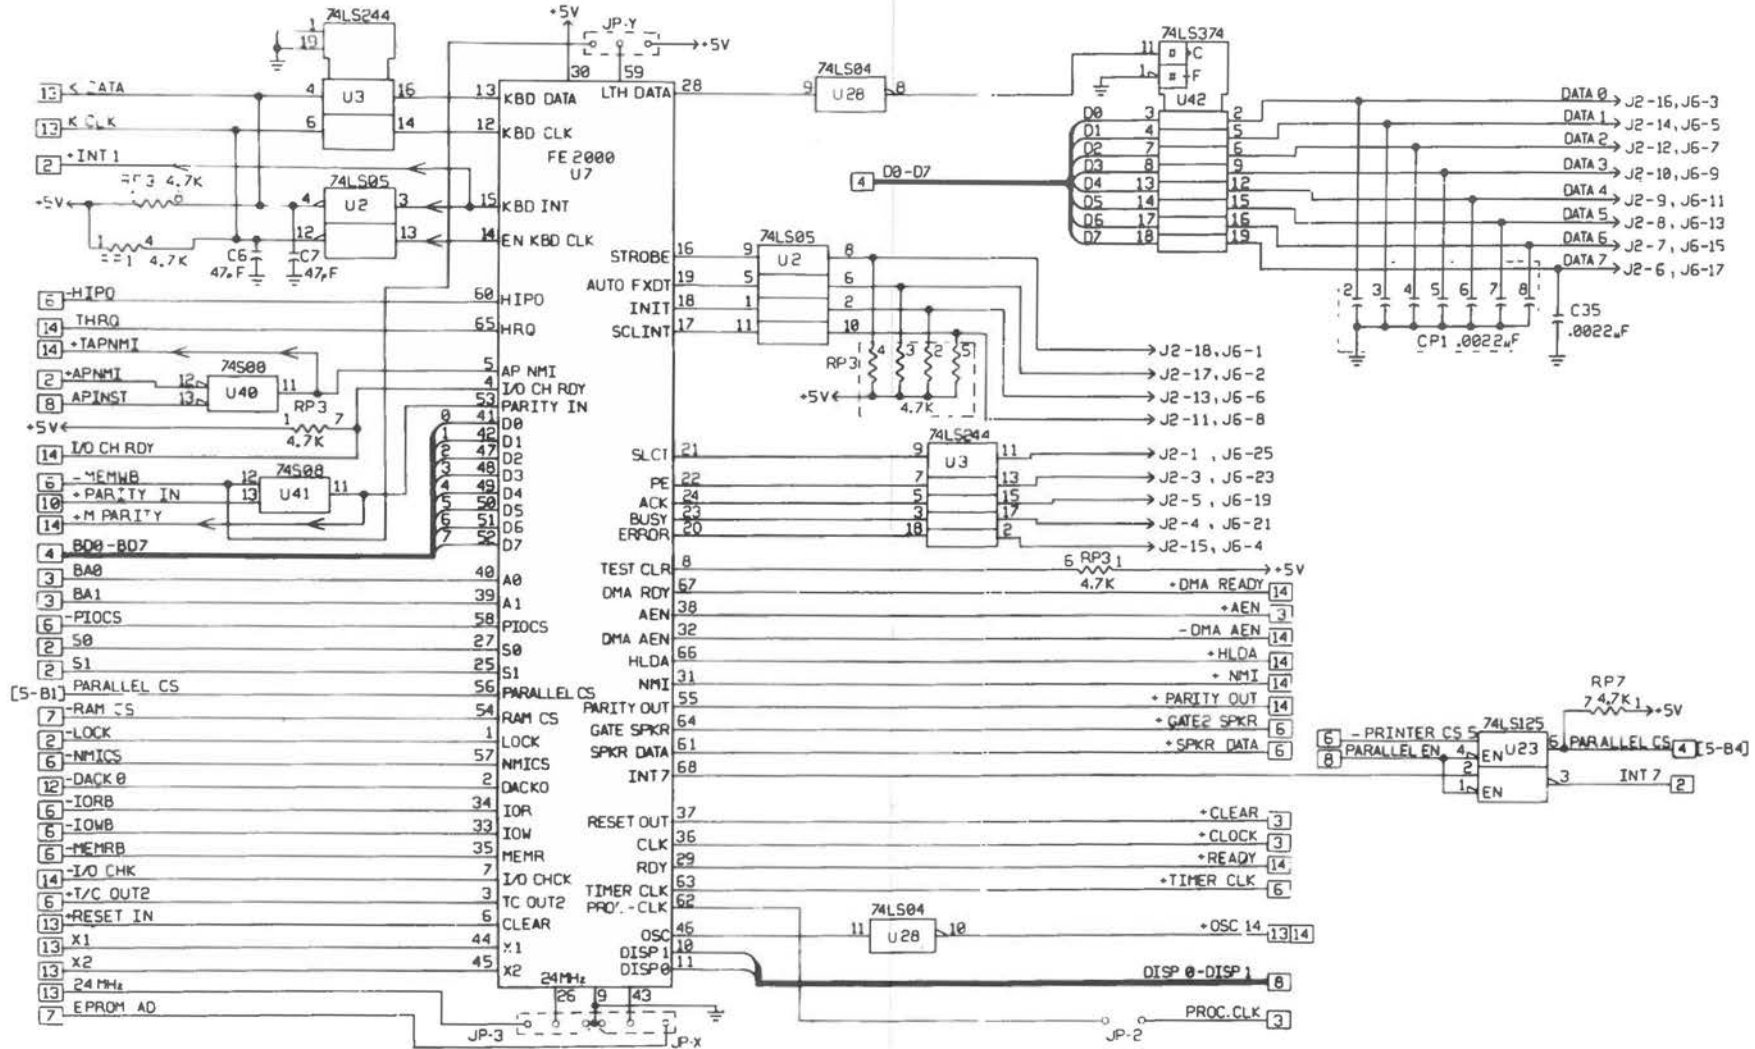 74LS244
1
19
+5V
JP-Y
+5V
30
59
74LS374
11 C
1 F
U42
13 K DATA 4 U3 16 13 KBD DATA
LTH DATA 28
74LS04
9 U28 8
13 K CLK 6 14 12 KBD CLK
FE2000
U7
2 +INT 1
RP3 4.7K
74LS05
+5V 4 U2 3 15 KBD INT
12 13 14 EN KBD CLK
1 4
4.7K
C6
47pF
C7
47pF
4 D0-D7
D0 3 2 DATA 0 J2-16, J6-3
D1 4 5 DATA 1 J2-14, J6-5
D2 7 6 DATA 2 J2-12, J6-7
D3 8 9 DATA 3 J2-10, J6-9
D4 13 12 DATA 4 J2-9, J6-11
D5 14 15 DATA 5 J2-8, J6-13
D6 17 16 DATA 6 J2-7, J6-15
D7 18 19 DATA 7 J2-6, J6-17
2 3 4 5 6 7 8
CP1 .0022uF
C35
.0022uF
74LS05
U2
STROBE 16 9 8
AUTO FXDT 19 5 6
INIT 18 1 2
SCLINT 17 11 10
RP3 4 3 2 5
+5V 4.7K
J2-18, J6-1
J2-17, J6-2
J2-13, J6-6
J2-11, J6-8
6 -HIPO 60 HIPO
14 THRQ 65 HRQ
14 +TAPNMI
74S00
2 +APNMI 12 U40 11 5 AP NMI
8 APINST 13
4 I/O CH RDY
RP3
+5V 1 7
4.7K
53 PARITY IN
14 I/O CH RDY
74S08
6 -MEMWB 12 U41 11
10 +PARITY IN 13
14 +M PARITY
4 BD0-BD7
0 41 D0
1 42 D1
2 47 D2
3 48 D3
4 49 D4
5 50 D5
6 51 D6
7 52 D7
74LS244
U3
SLCT 21 9 11 J2-1 , J6-25
PE 22 7 13 J2-3 , J6-23
ACK 24 5 15 J2-5 , J6-19
BUSY 23 3 17 J2-4 , J6-21
ERROR 20 18 2 J2-15, J6-4
TEST CLR 8 6 RP3 1 +5V
4.7K
3 BA0 40 A0
3 BA1 39 A1
6 -PIOCS 58 PIOCS
2 S0 27 S0
2 S1 25 S1
[5-B1] PARALLEL CS 56 PARALLEL CS
7 -RAM CS 54 RAM CS
2 -LOCK 1 LOCK
6 -NMICS 57 NMICS
12 -DACK 0 2 DACK0
6 -IORB 34 IOR
6 -IOWB 33 IOW
6 -MEMRB 35 MEMR
14 -I/O CHK 7 I/O CHCK
6 +T/C OUT2 3 TC OUT2
13 +RESET IN 6 CLEAR
13 X1 44 X1
13 X2 45 X2
13 24 MHz
7 EPROM AD
DMA RDY 67 +DMA READY 14
AEN 38 +AEN 3
DMA AEN 32 -DMA AEN 14
HLDA 66 +HLDA 14
NMI 31 + NMI 14
PARITY OUT 55 + PARITY OUT 14
GATE SPKR 64 +GATE2 SPKR 6
SPKR DATA 61 +SPKR DATA 6
INT7 68
RP7
7 4.7K 1 +5V
74LS125
6 -PRINTER CS 5 U23 6 PARALLEL CS 4 [5-B4]
8 PARALLEL EN 4 EN
2 3 INT 7 2
1 EN
RESET OUT 37 +CLEAR 3
CLK 36 +CLOCK 3
RDY 29 +READY 14
TIMER CLK 63 +TIMER CLK 6
PROC.-CLK 62
74LS04
OSC 46 11 U28 10 +OSC 14 13 14
DISP1 10
DISP0 11 DISP 0-DISP 1 8
24MHz
26 9 43
JP-3
JP-X
JP-2
PROC.CLK 3